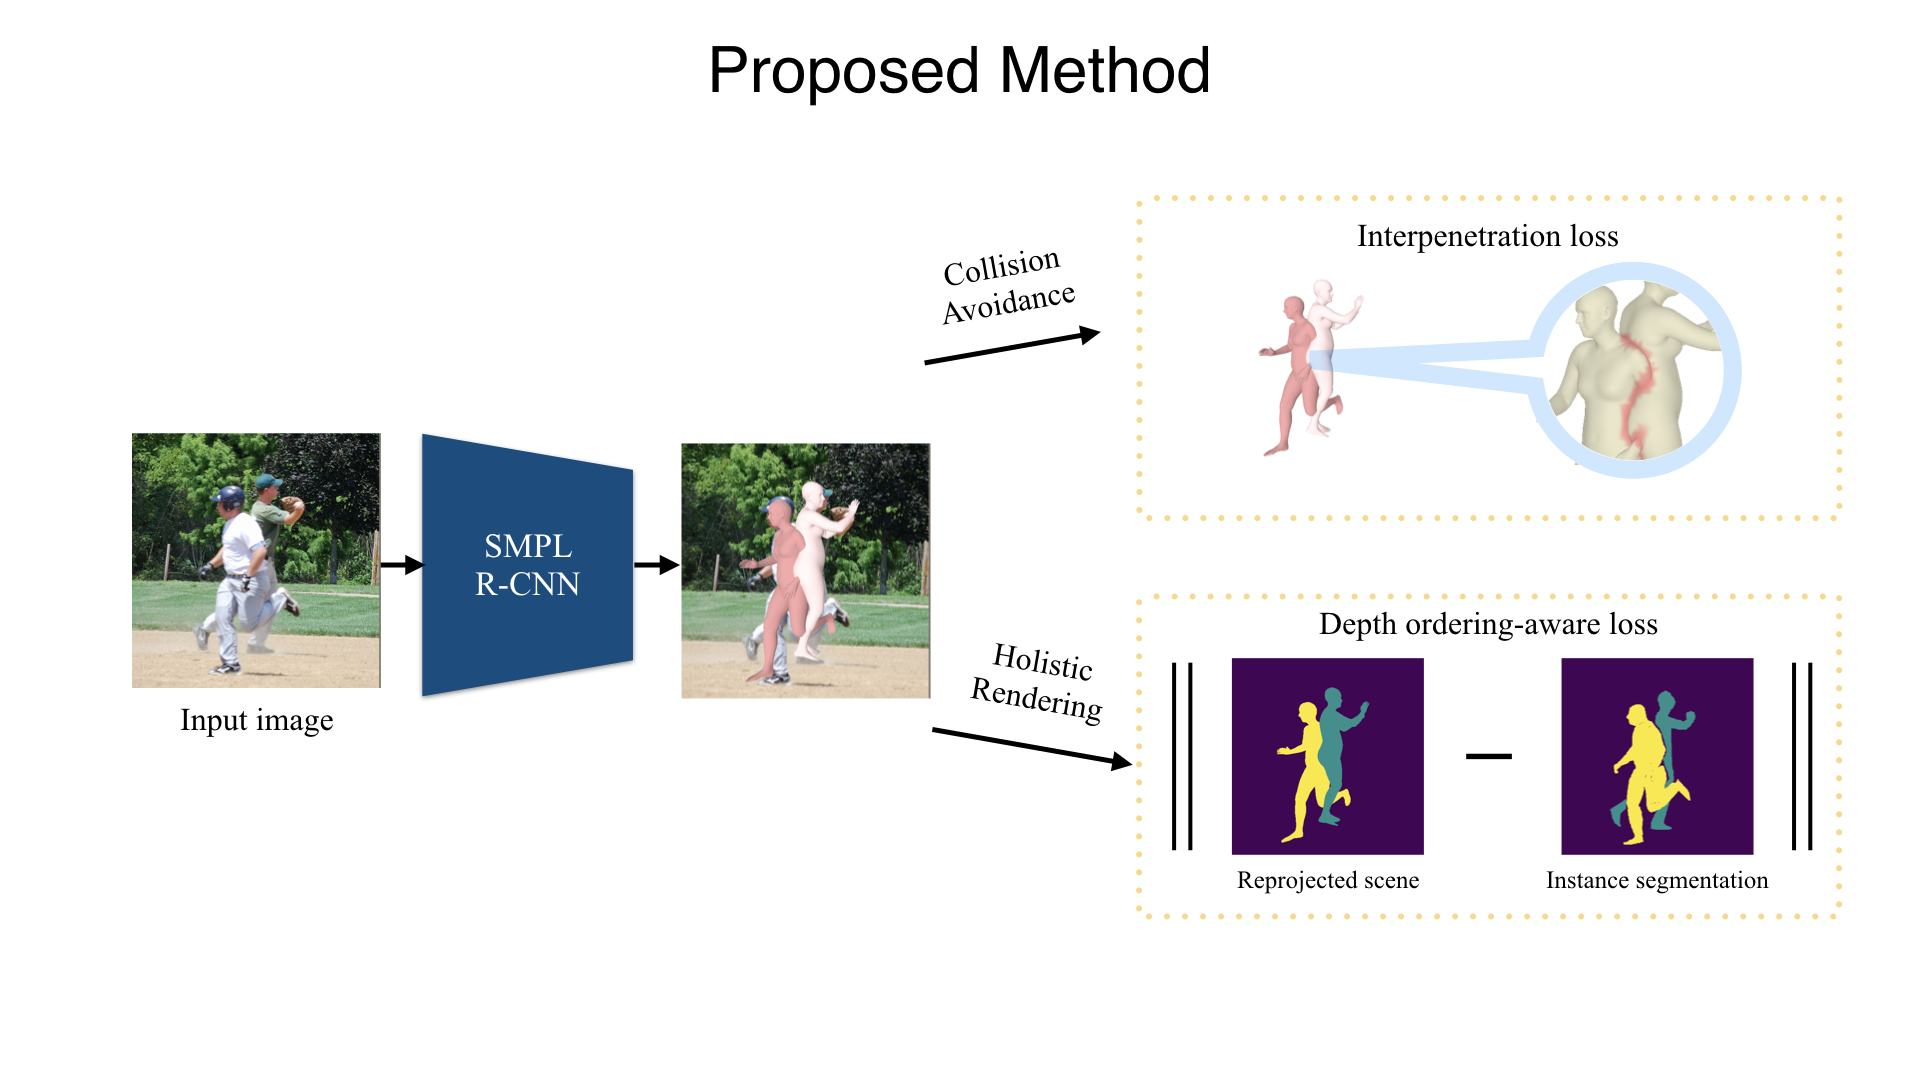 Proposed Method
Input image
SMPL
R-CNN
Collision
Avoidance
Interpenetration loss
Holistic
Rendering
Depth ordering-aware loss
Reprojected scene
Instance segmentation